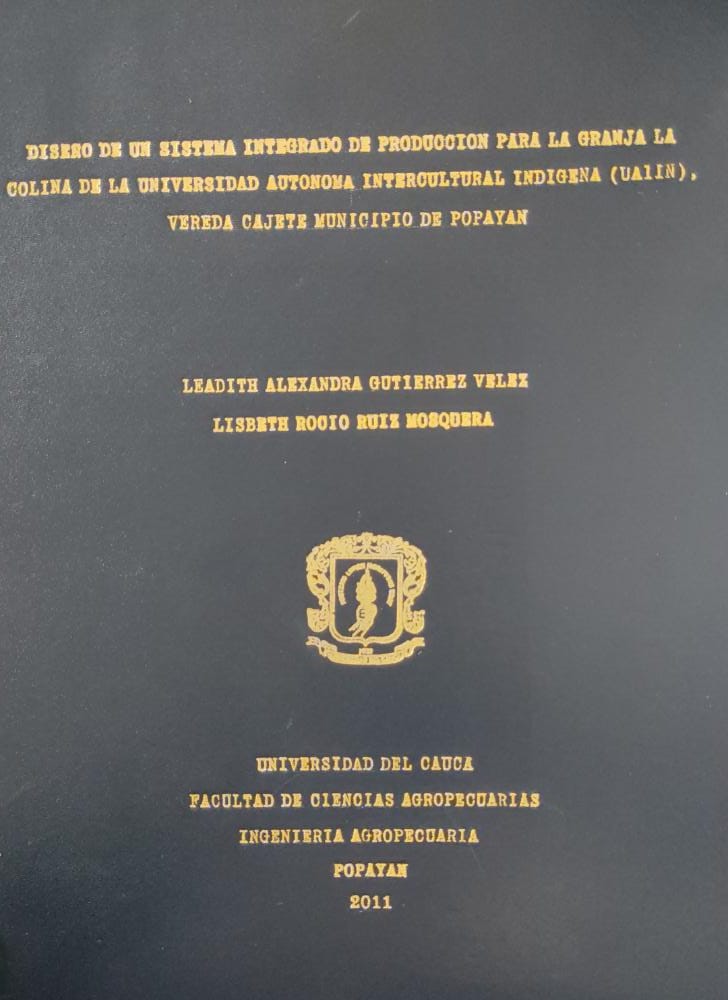 DISEÑO DE UN SISTEMA INTEGRADO DE PRODUCCION PARA LA GRANJA LA
COLINA DE LA UNIVERSIDAD AUTONOMA INTERCULTURAL INDIGENA (UAIIN),
VEREDA CAJETE MUNICIPIO DE POPAYAN
LEADITH ALEXANDRA GUTIERREZ VELEZ
LISBETH ROCIO RUIZ MOSQUERA
UNIVERSIDAD DEL CAUCA
FACULTAD DE CIENCIAS AGROPECUARIAS
INGENIERIA AGROPECUARIA
POPAYAN
2011